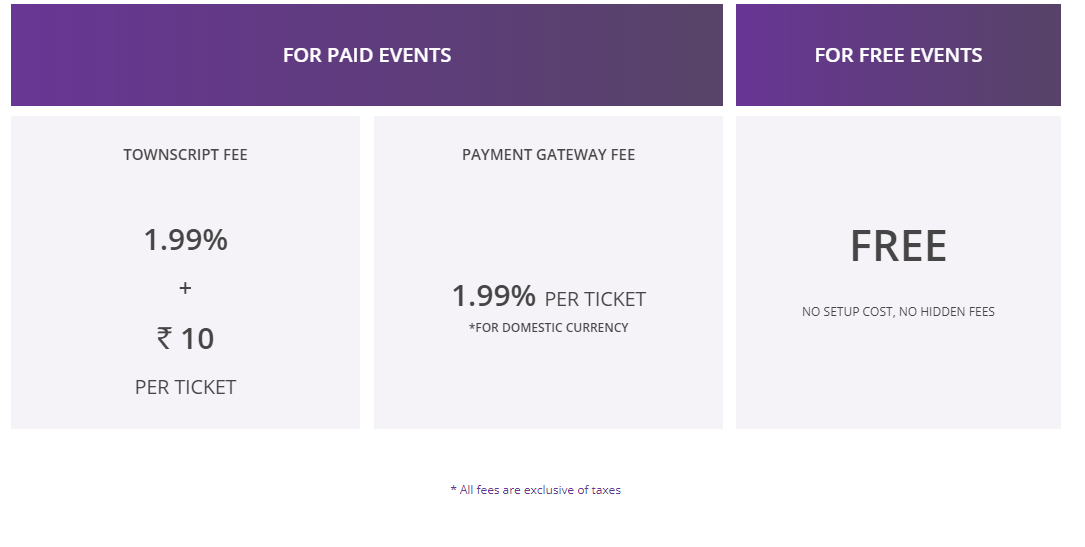 FOR PAID EVENTS
FOR FREE EVENTS
TOWNSCRIPT FEE
1.99%
+
₹ 10
PER TICKET
PAYMENT GATEWAY FEE
1.99% PER TICKET
*FOR DOMESTIC CURRENCY
FREE
NO SETUP COST, NO HIDDEN FEES
* All fees are exclusive of taxes